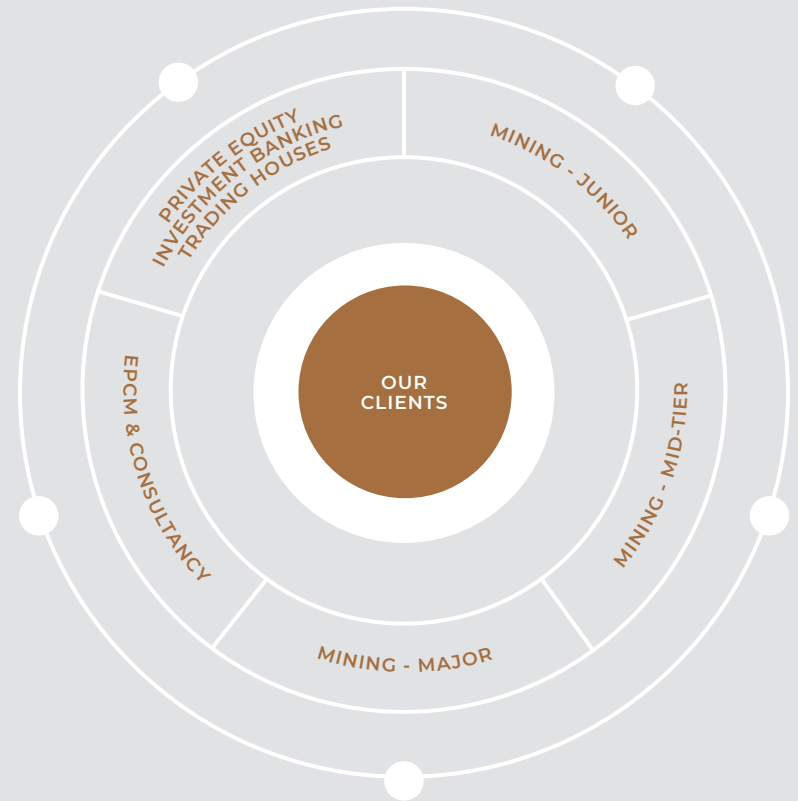 PRIVATE EQUITY
INVESTMENT BANKING
TRADING HOUSES
MINING - JUNIOR
OUR
CLIENTS
EPCM & CONSULTANCY
MINING - MID-TIER
MINING - MAJOR